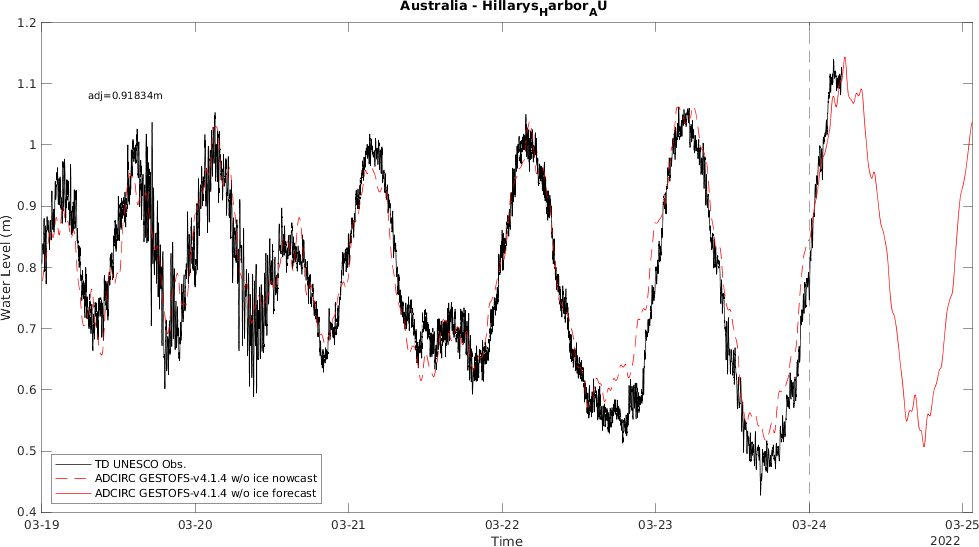 Australia - HillarysHarborAU
1.2
1.1
adj=0.91834m
1
0.9
0.8
Water Level (m)
0.7
0.6
0.5
TD UNESCO Obs.
ADCIRC GESTOFS-v4.1.4 w/o ice nowcast
ADCIRC GESTOFS-v4.1.4 w/o ice forecast
0.4
03-19 03-20 03-21 03-22 03-23 03-24 03-25
Time
2022